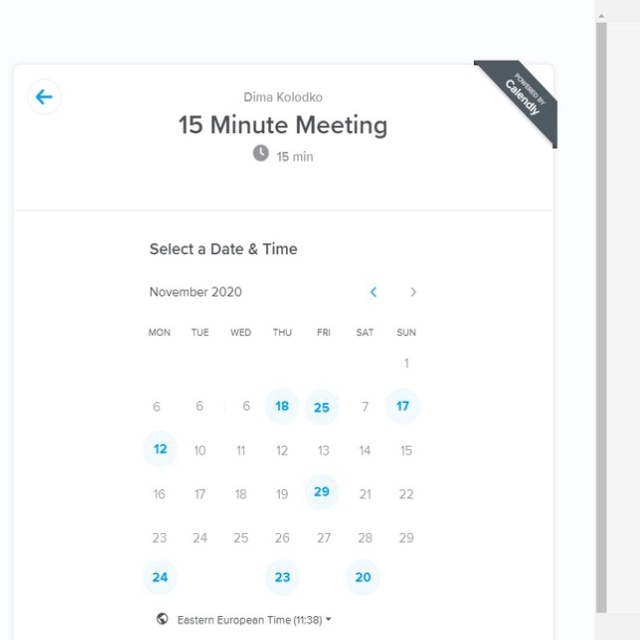 Dima Kolodko
POWERED BY
Calendly
15 Minute Meeting
15 min
Select a Date & Time
November 2020
MON TUE WED THU FRI SAT SUN
1
6 6 6 18 25 7 17
12 10 11 12 13 14 15
16 17 18 19 29 21 22
23 24 25 26 27 28 29
24 23 20
Eastern European Time (11:38)